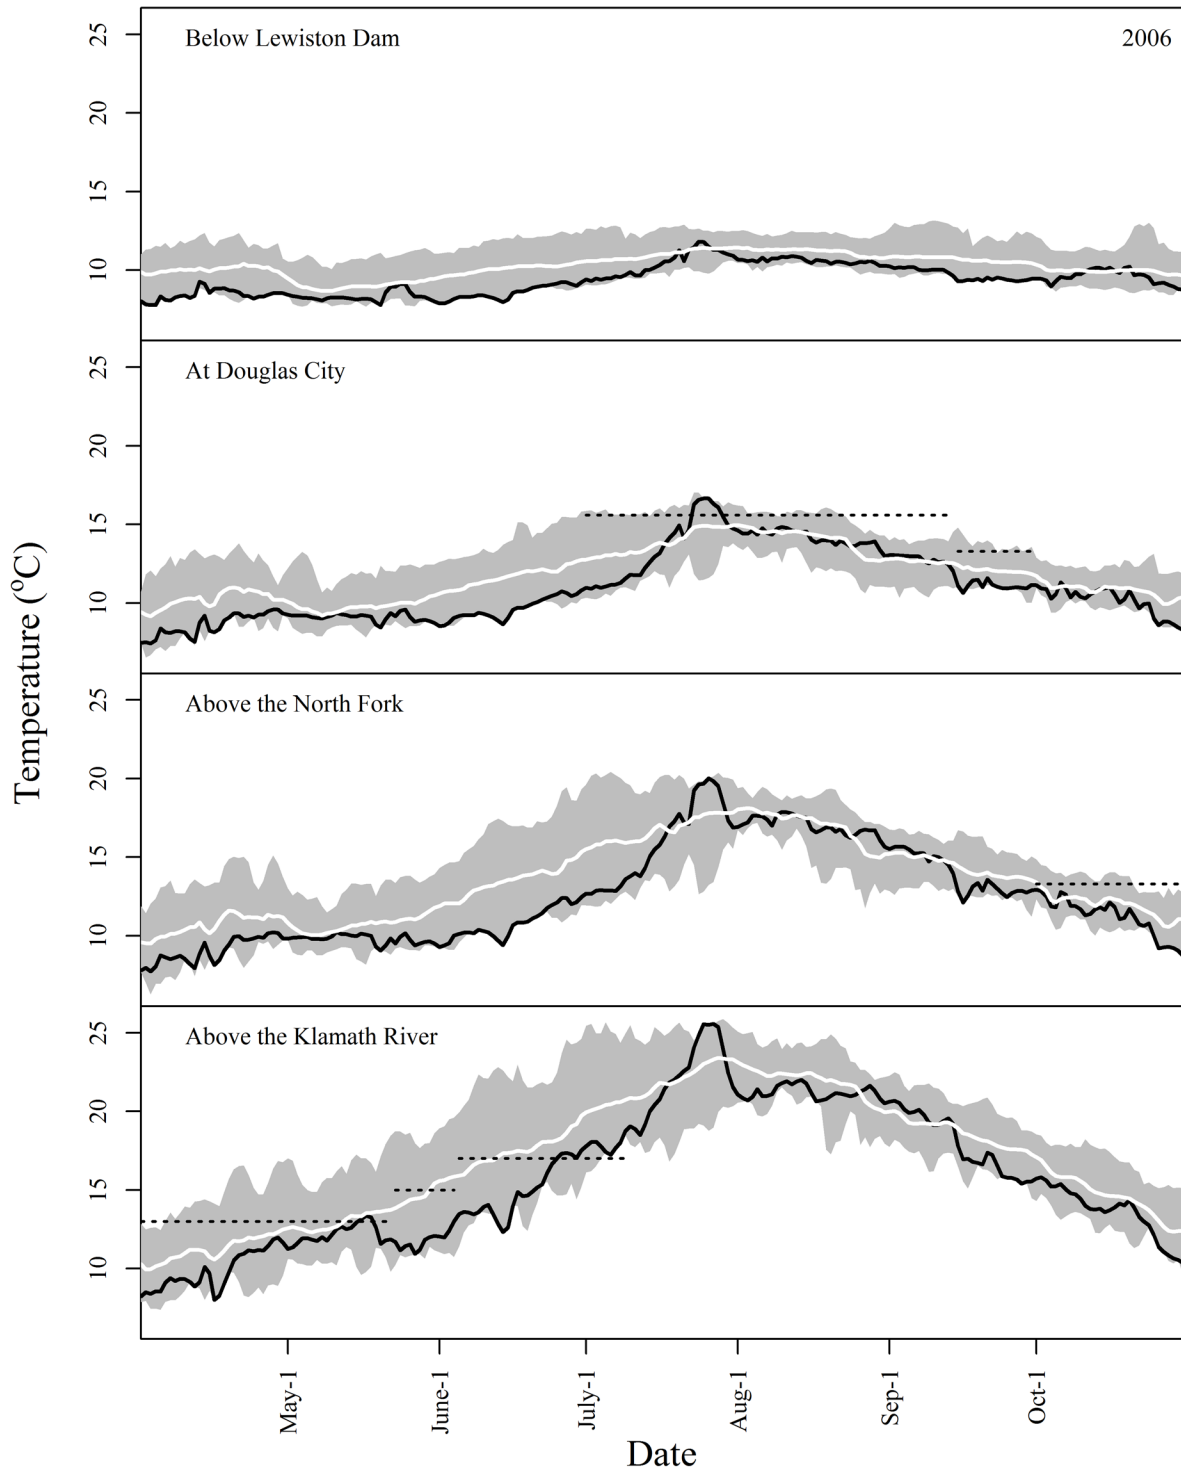 Below Lewiston Dam
2006
25
20
15
10
At Douglas City
25
20
15
10
Above the North Fork
25
20
15
10
Above the Klamath River
25
20
15
10
Temperature (°C)
May-1
June-1
July-1
Aug-1
Sep-1
Oct-1
Date